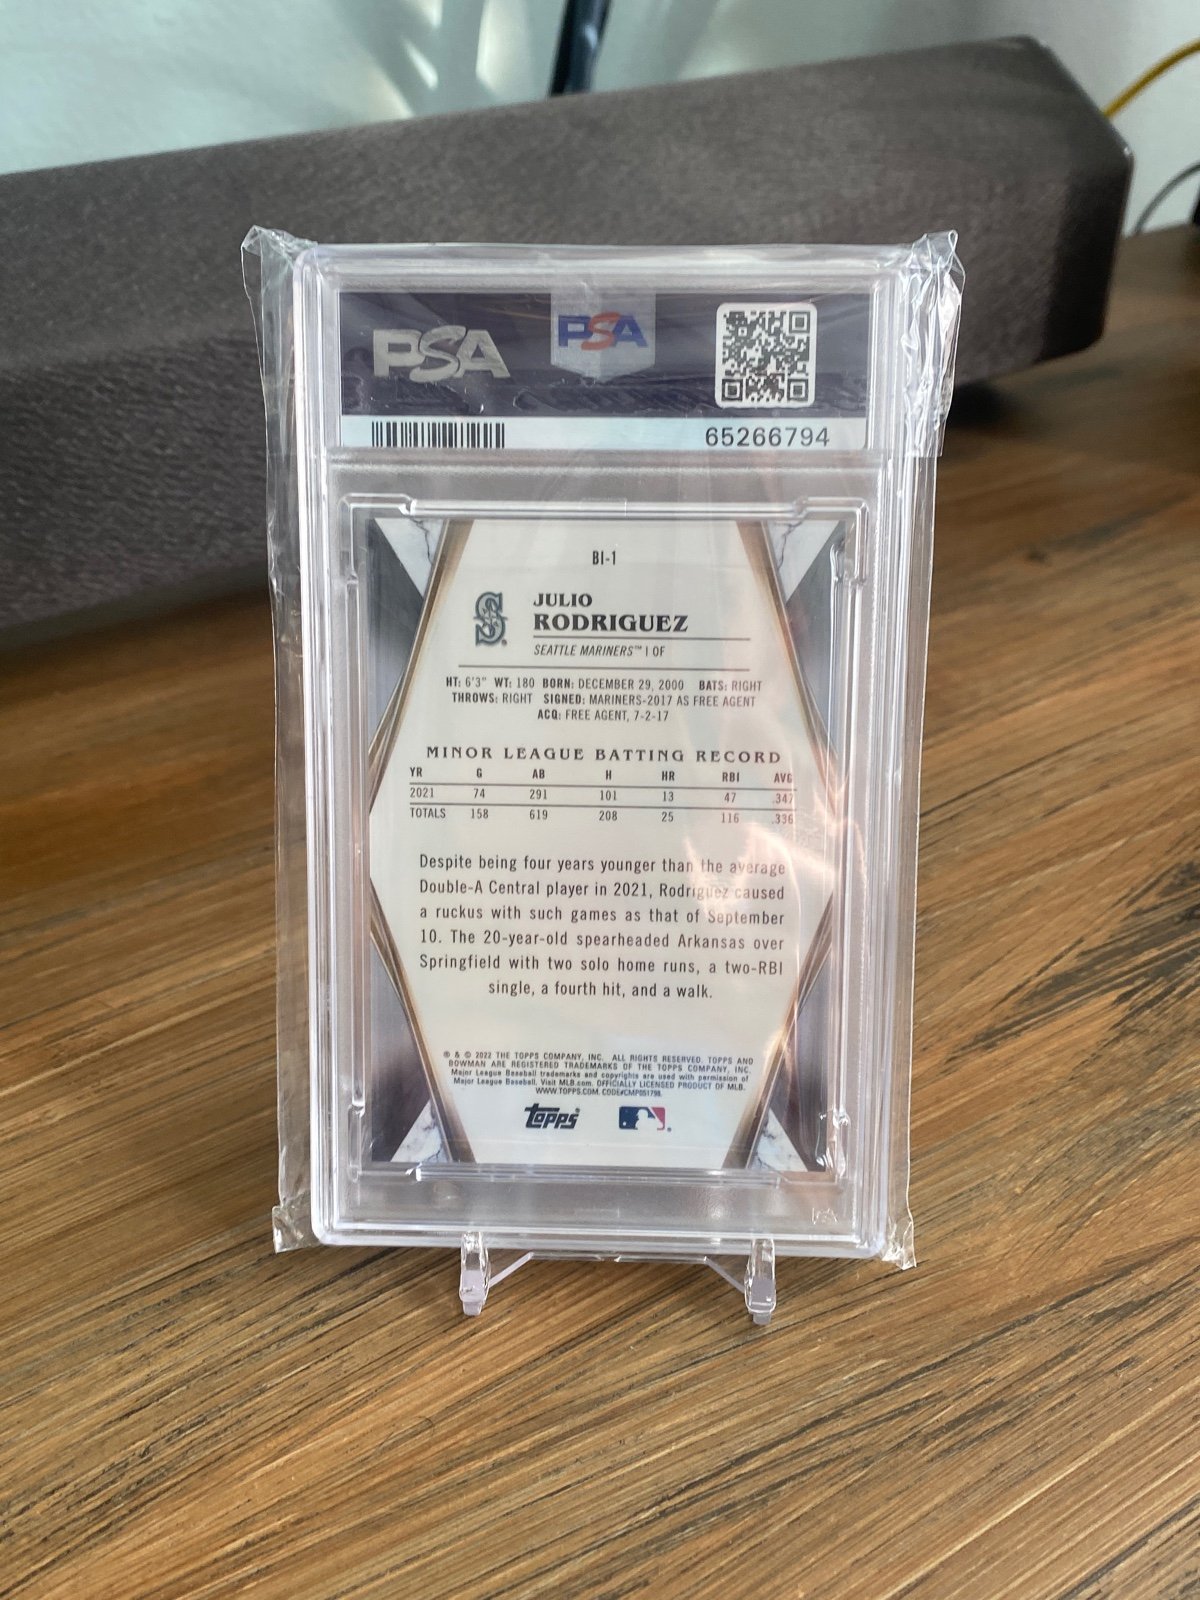 PSA
PSA
65266794
BI-1
S
JULIO
RODRIGUEZ
SEATTLE MARINERS™ | OF
HT: 6'3" WT: 180 BORN: DECEMBER 29, 2000 BATS: RIGHT
THROWS: RIGHT SIGNED: MARINERS-2017 AS FREE AGENT
ACQ: FREE AGENT, 7-2-17
MINOR LEAGUE BATTING RECORD
YR G AB H HR RBI AVG
2021 74 291 101 13 47 .347
TOTALS 158 619 208 25 116 .336
Despite being four years younger than the average
Double-A Central player in 2021, Rodriguez caused
a ruckus with such games as that of September
10. The 20-year-old spearheaded Arkansas over
Springfield with two solo home runs, a two-RBI
single, a fourth hit, and a walk.
® & © 2022 THE TOPPS COMPANY, INC. ALL RIGHTS RESERVED. TOPPS AND
BOWMAN ARE REGISTERED TRADEMARKS OF THE TOPPS COMPANY, INC.
Major League Baseball trademarks and copyrights are used with permission of
Major League Baseball. Visit MLB.com. OFFICIALLY LICENSED PRODUCT OF MLB.
WWW.TOPPS.COM. CODE#CMP051798
Topps®